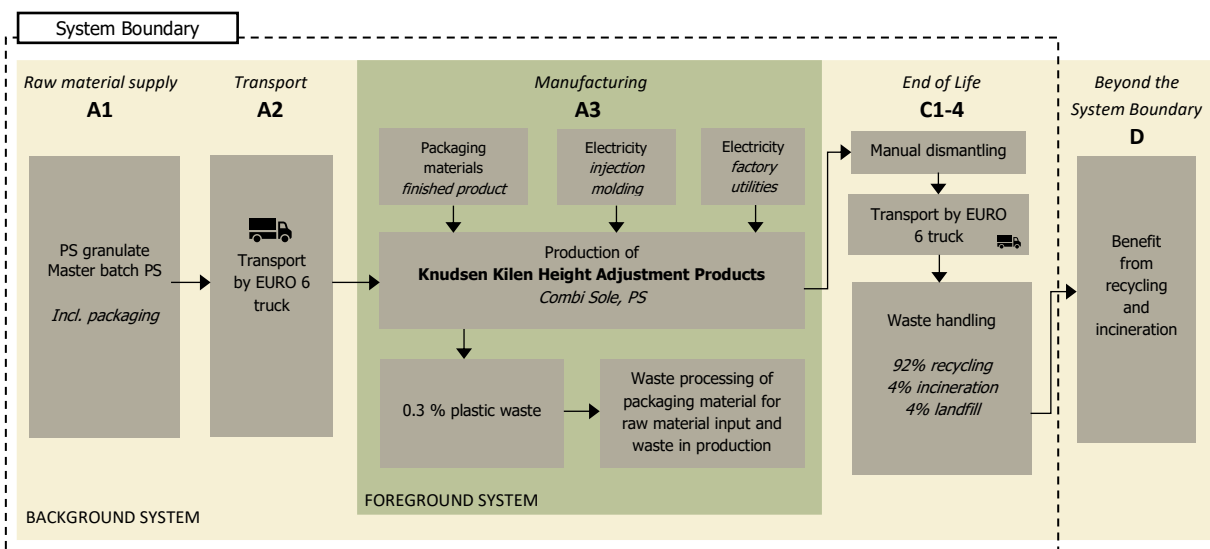 System Boundary
Raw material supply
A1
Transport
A2
Manufacturing
A3
End of Life
C1-4
Beyond the
System Boundary
D
PS granulate
Master batch PS
Incl. packaging
Transport
by EURO 6
truck
Packaging
materials
finished product
Electricity
injection
molding
Electricity
factory
utilities
Production of
Knudsen Kilen Height Adjustment Products
Combi Sole, PS
0.3 % plastic waste
Waste processing of
packaging material for
raw material input and
waste in production
Manual dismantling
Transport by EURO
6 truck
Waste handling
92% recycling
4% incineration
4% landfill
Benefit
from
recycling
and
incineration
FOREGROUND SYSTEM
BACKGROUND SYSTEM